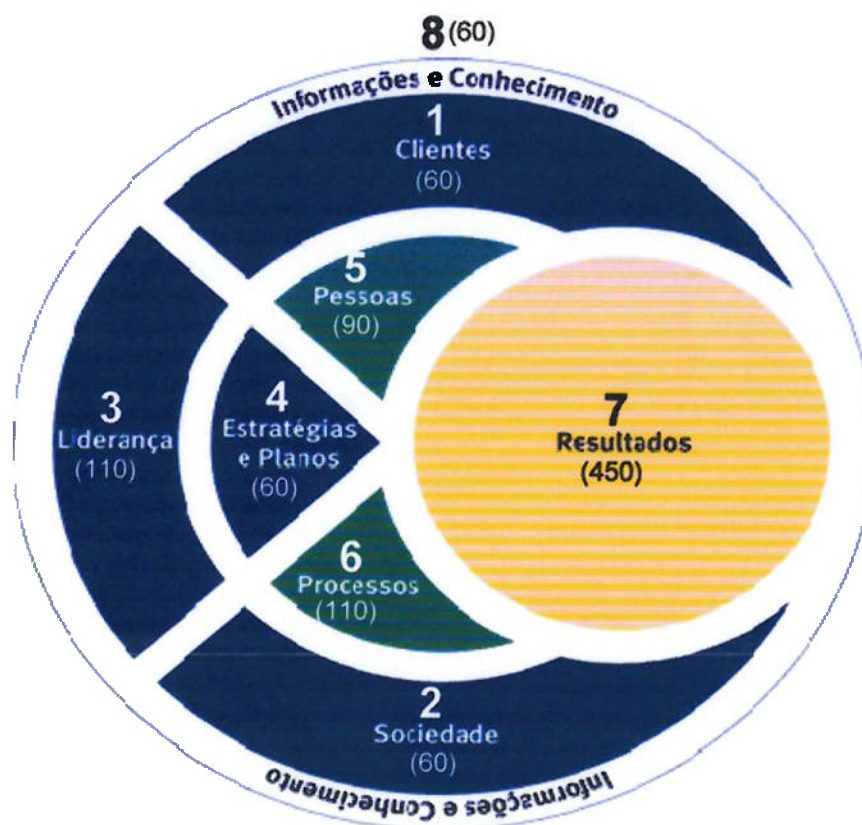 8 (60)
Informações e Conhecimento
1
Clientes
(60)
5
Pessoas
(90)
3
Liderança
(110)
4
Estratégias
e Planos
(60)
7
Resultados
(450)
6
Processos
(110)
2
Sociedade
(60)
Informações e Conhecimento